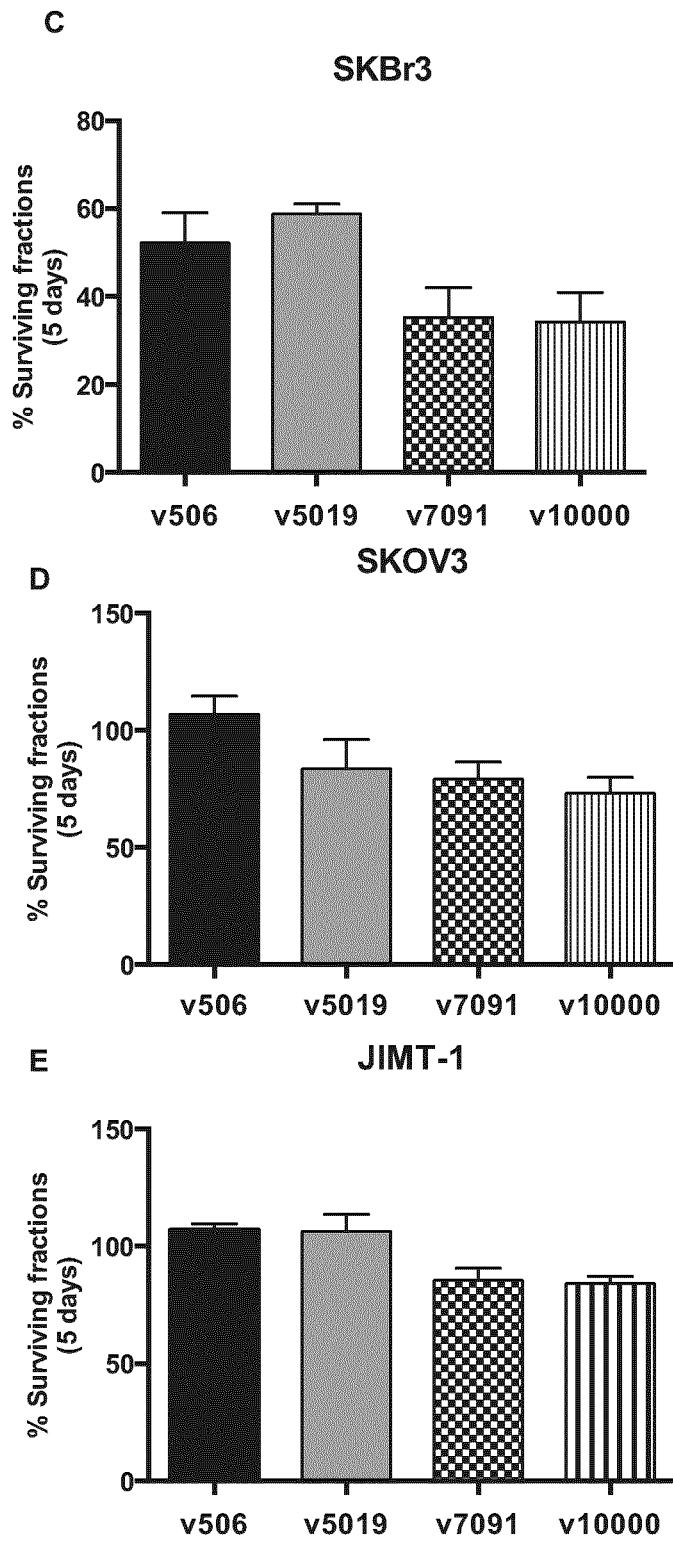 C
SKBr3
% Surviving fractions
(5 days)
80
60
40
20
0
v506 v5019 v7091 v10000
D
SKOV3
% Surviving fractions
(5 days)
150
100
50
0
v506 v5019 v7091 v10000
E
JIMT-1
% Surviving fractions
(5 days)
150
100
50
0
v506 v5019 v7091 v10000